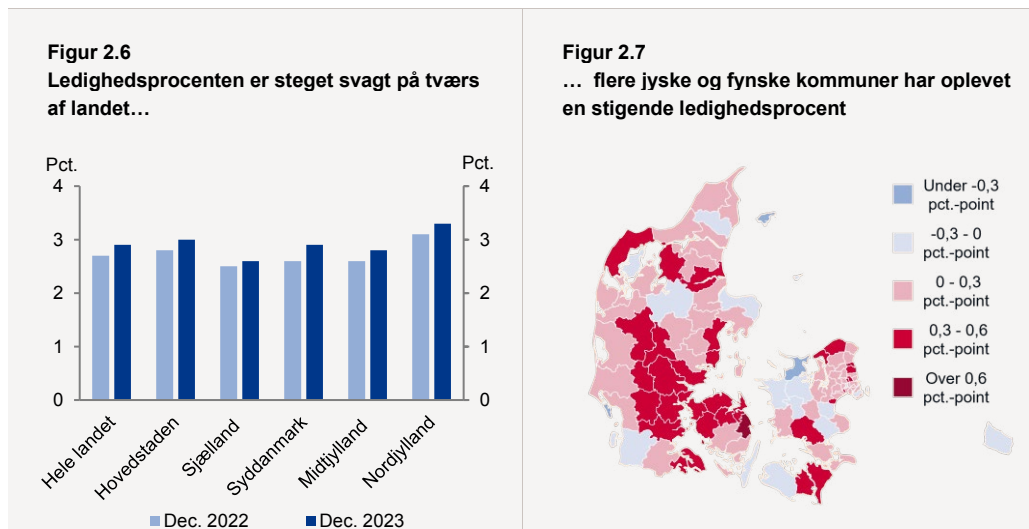 Figur 2.6
Ledighedsprocenten er steget svagt på tværs
af landet…
Pct.
Pct.
4
4
3
3
2
2
1
1
0
0
Hele landet
Hovedstaden
Sjælland
Syddanmark
Midtjylland
Nordjylland
Dec. 2022
Dec. 2023
Figur 2.7
… flere jyske og fynske kommuner har oplevet
en stigende ledighedsprocent
Under -0,3
pct.-point
-0,3 - 0
pct.-point
0 - 0,3
pct.-point
0,3 - 0,6
pct.-point
Over 0,6
pct.-point